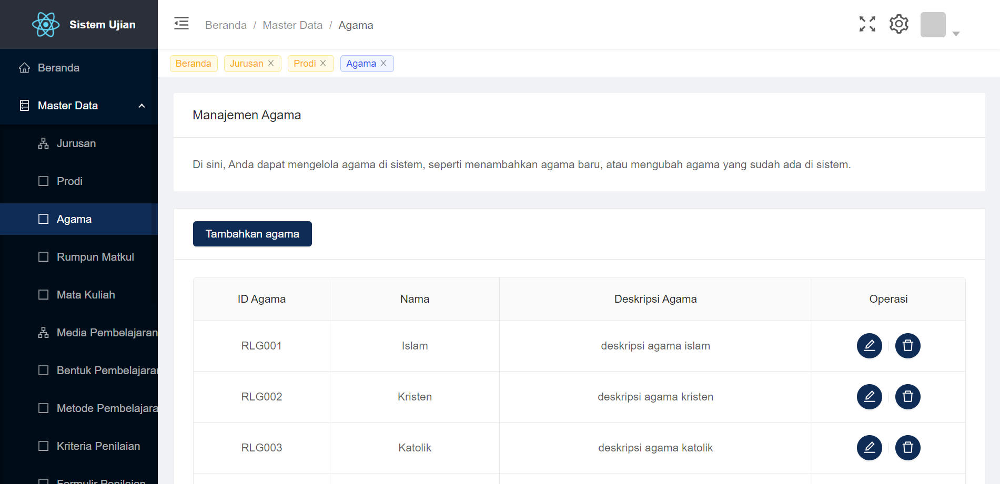 Sistem Ujian
Beranda
Master Data
Jurusan
Prodi
Agama
Rumpun Matkul
Mata Kuliah
Media Pembelajaran
Bentuk Pembelajaran
Metode Pembelajara
Kriteria Penilaian
Formulir Penilaian
Beranda / Master Data / Agama
Beranda Jurusan Prodi Agama
Manajemen Agama
Di sini, Anda dapat mengelola agama di sistem, seperti menambahkan agama baru, atau mengubah agama yang sudah ada di sistem.
Tambahkan agama
ID Agama Nama Deskripsi Agama Operasi
RLG001 Islam deskripsi agama islam
RLG002 Kristen deskripsi agama kristen
RLG003 Katolik deskripsi agama katolik